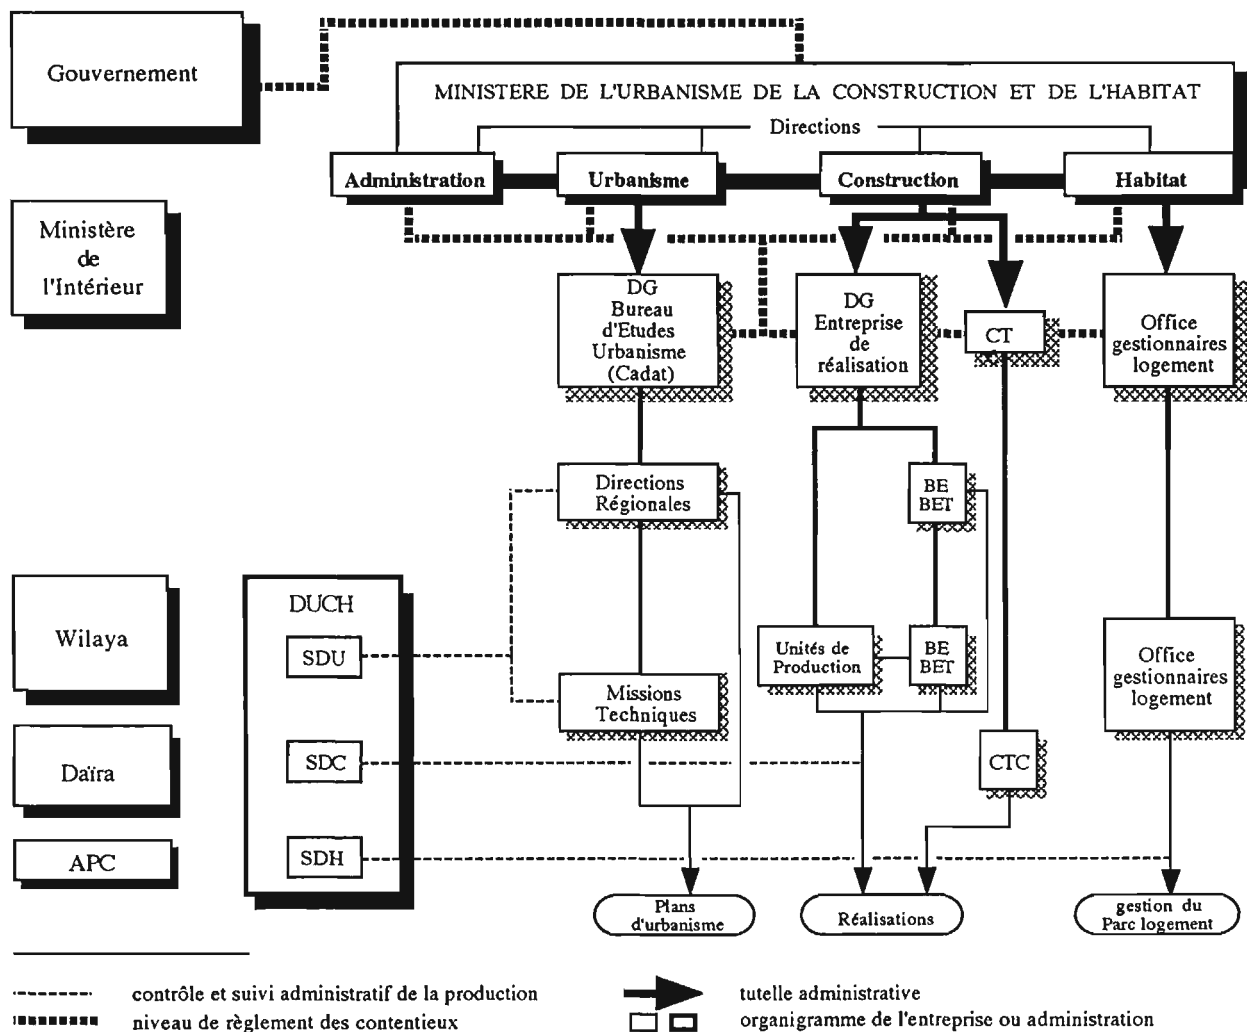 Gouvernement
MINISTERE DE L'URBANISME DE LA CONSTRUCTION ET DE L'HABITAT
Directions
Administration
Urbanisme
Construction
Habitat
Ministère
de
l'Intérieur
DG
Bureau
d'Etudes
Urbanisme
(Cadat)
DG
Entreprise
de
réalisation
CT
Office
gestionnaires
logement
Directions
Régionales
BE
BET
Wilaya
DUCH
SDU
Unités de
Production
BE
BET
Office
gestionnaires
logement
Missions
Techniques
Daïra
SDC
CTC
APC
SDH
Plans
d'urbanisme
Réalisations
gestion du
Parc logement
contrôle et suivi administratif de la production
niveau de règlement des contentieux
tutelle administrative
organigramme de l'entreprise ou administration